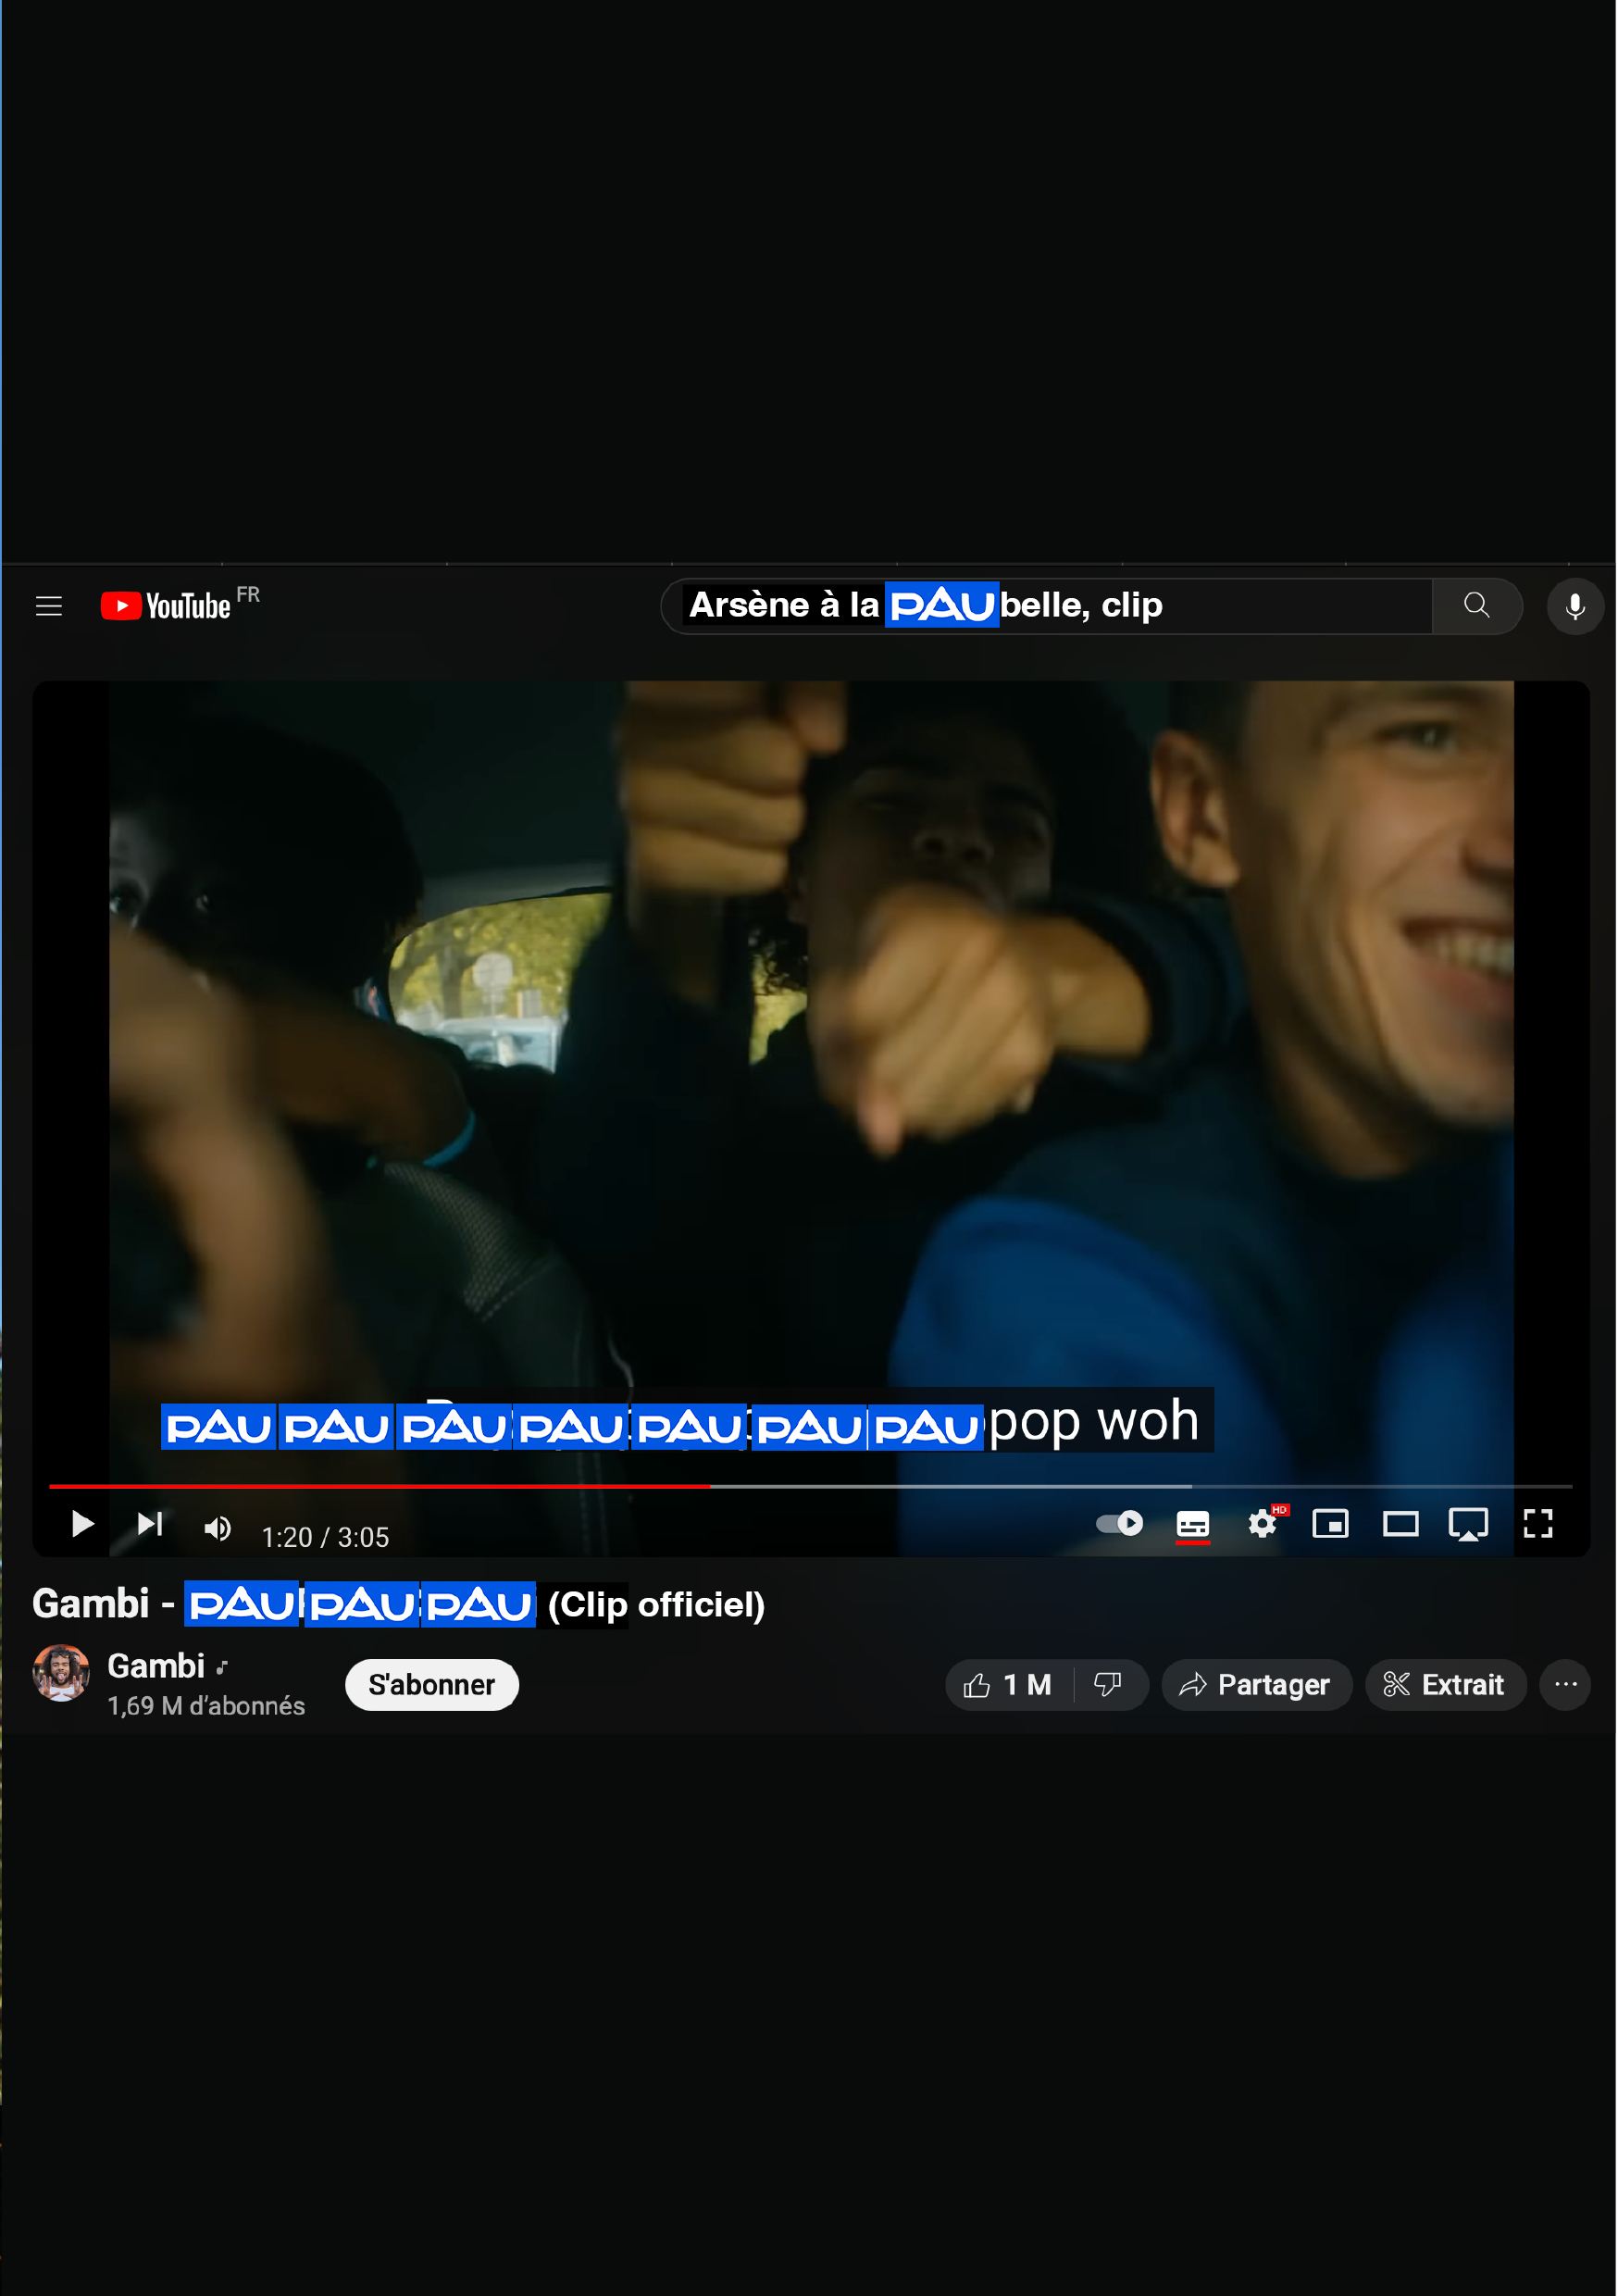 YouTube FR
Arsène à la PAUbelle, clip
PAU PAU PAU PAU PAU PAU PAU pop woh
HD
1:20 / 3:05
Gambi - PAU PAU PAU (Clip officiel)
Gambi
1,69 M d’abonnés
S'abonner
1 M
Partager
Extrait